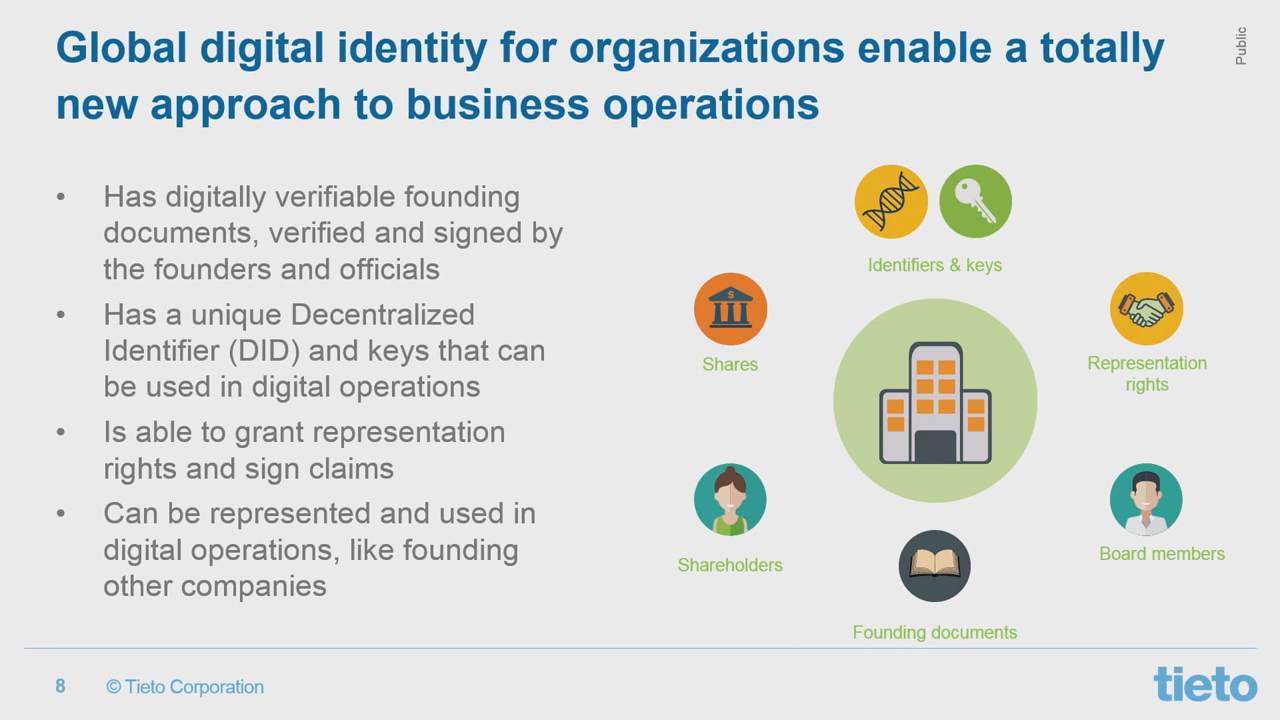 Global digital identity for organizations enable a totally
new approach to business operations
Public
• Has digitally verifiable founding
documents, verified and signed by
the founders and officials
• Has a unique Decentralized
Identifier (DID) and keys that can
be used in digital operations
• Is able to grant representation
rights and sign claims
• Can be represented and used in
digital operations, like founding
other companies
Identifiers & keys
$
Shares
Representation
rights
Shareholders
Board members
Founding documents
8 © Tieto Corporation
tieto